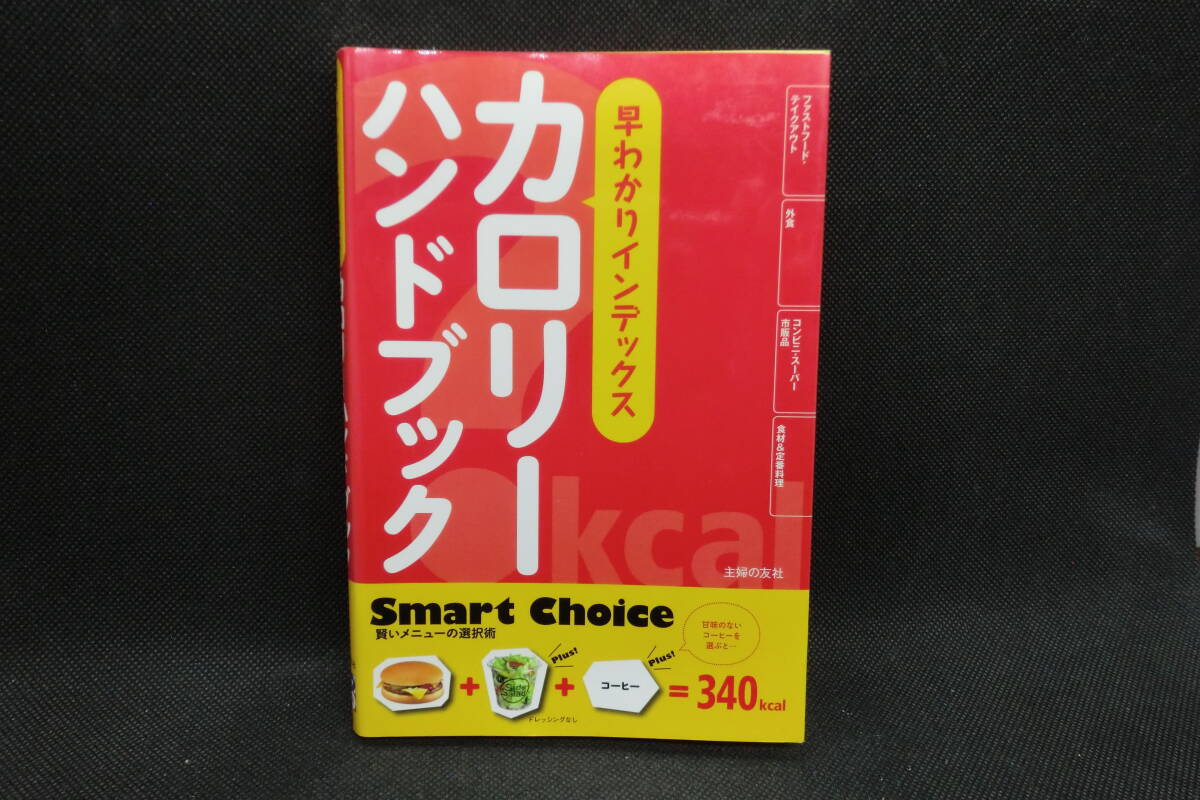 早わかりインデックス
カロリー
ハンドブック
ファストフード・
テイクアウト
外食
コンビニ・スーパー
市販品
食材&定番料理
kcal
主婦の友社
Smart Choice
賢いメニューの選択術
甘味のない
コーヒーを
選ぶと…
+
Side
Salad
Plus!
+
コーヒー
Plus!
= 340kcal
ドレッシングなし